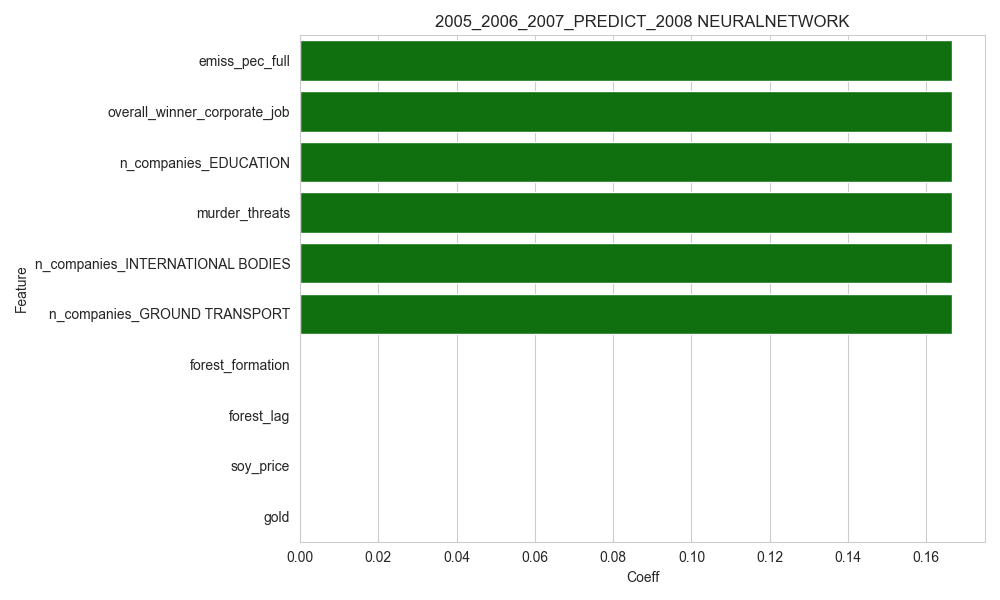 2005_2006_2007_PREDICT_2008 NEURALNETWORK
emiss_pec_full
overall_winner_corporate_job
n_companies_EDUCATION
murder_threats
n_companies_INTERNATIONAL BODIES
n_companies_GROUND TRANSPORT
forest_formation
forest_lag
soy_price
gold
Feature
0.00 0.02 0.04 0.06 0.08 0.10 0.12 0.14 0.16
Coeff